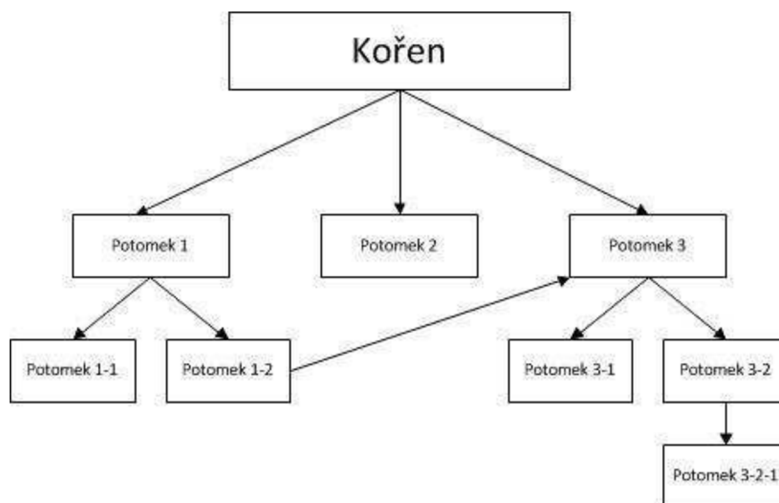 Kořen
Potomek 1
Potomek 2
Potomek 3
Potomek 1-1
Potomek 1-2
Potomek 3-1
Potomek 3-2
Potomek 3-2-1